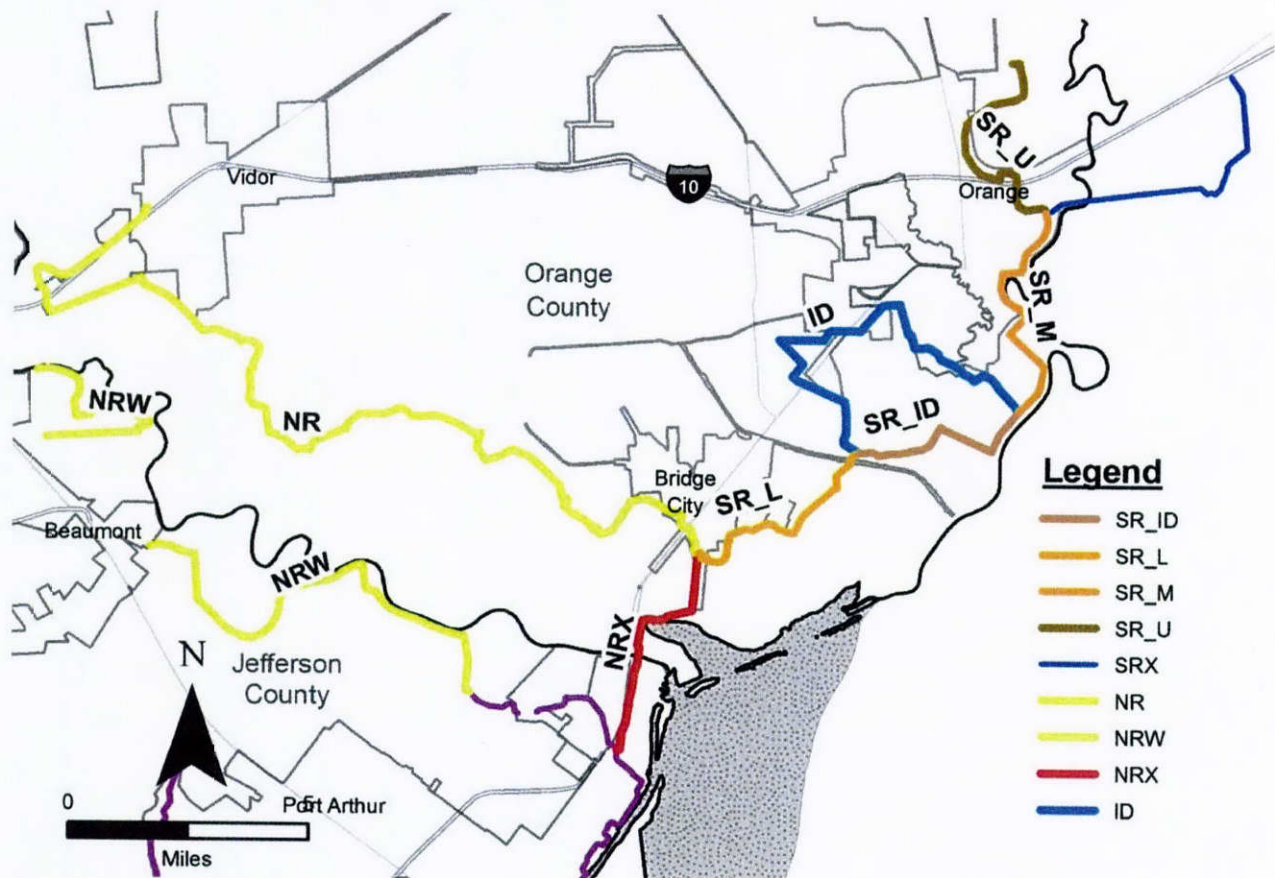 SR_U
Vidor
10
Orange
Orange
County
SR_M
ID
NRW
NR
SR_ID
Bridge
City
SR_L
Beaumont
NRW
NRX
N
Jefferson
County
0
5
Port Arthur
Miles
Legend
SR_ID
SR_L
SR_M
SR_U
SRX
NR
NRW
NRX
ID